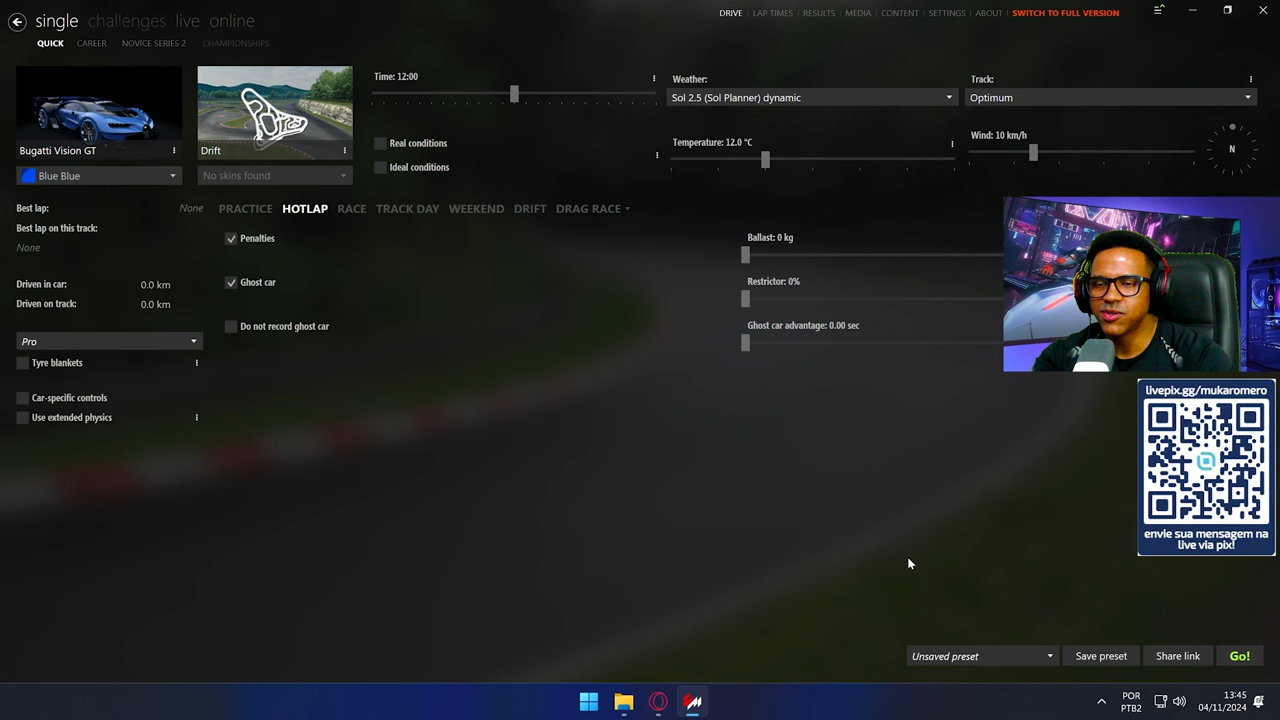 single challenges live online
DRIVE LAP TIMES RESULTS MEDIA CONTENT SETTINGS ABOUT SWITCH TO FULL VERSION
QUICK CAREER NOVICE SERIES 2 CHAMPIONSHIPS
Bugatti Vision GT
Blue Blue
Drift
No skins found
Time: 12:00
Real conditions
Ideal conditions
Weather:
Sol 2.5 (Sol Planner) dynamic
Track:
Optimum
Temperature: 12.0 °C
Wind: 10 km/h
N
Best lap: None
Best lap on this track:
None
Driven in car: 0.0 km
Driven on track: 0.0 km
Pro
Tyre blankets
Car-specific controls
Use extended physics
PRACTICE HOTLAP RACE TRACK DAY WEEKEND DRIFT DRAG RACE
Penalties
Ghost car
Do not record ghost car
Ballast: 0 kg
Restrictor: 0%
Ghost car advantage: 0.00 sec
livepix.gg/mukaromero
envie sua mensagem na
live via pix!
Unsaved preset Save preset Share link Go!
POR
PTB2
13:45
04/11/2024